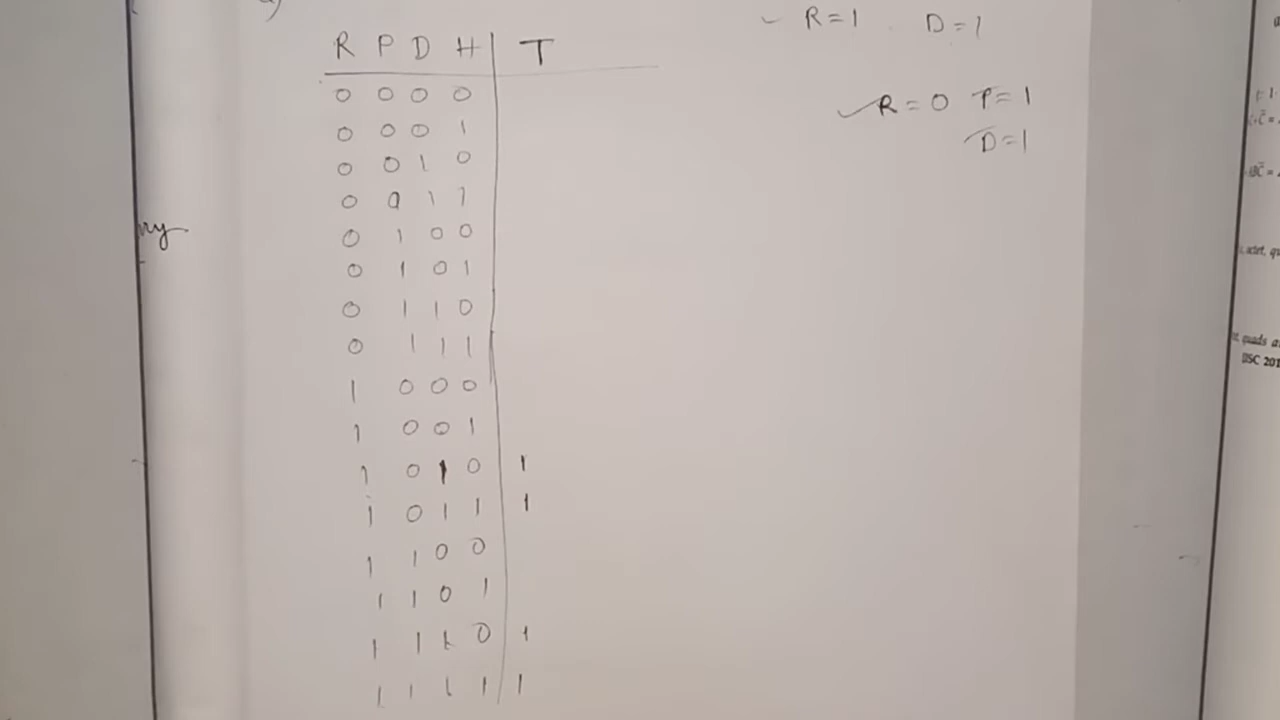 a)
R=1 D=1
R P D H T
R=0 P=1
D=1
0 0 0 0
0 0 0 1
0 0 1 0
0 0 1 1
0 1 0 0
0 1 0 1
0 1 1 0
0 1 1 1
1 0 0 0
1 0 0 1
1 0 1 0 1
1 0 1 1 1
1 1 0 0
1 1 0 1
1 1 1 0 1
1 1 1 1 1
quads